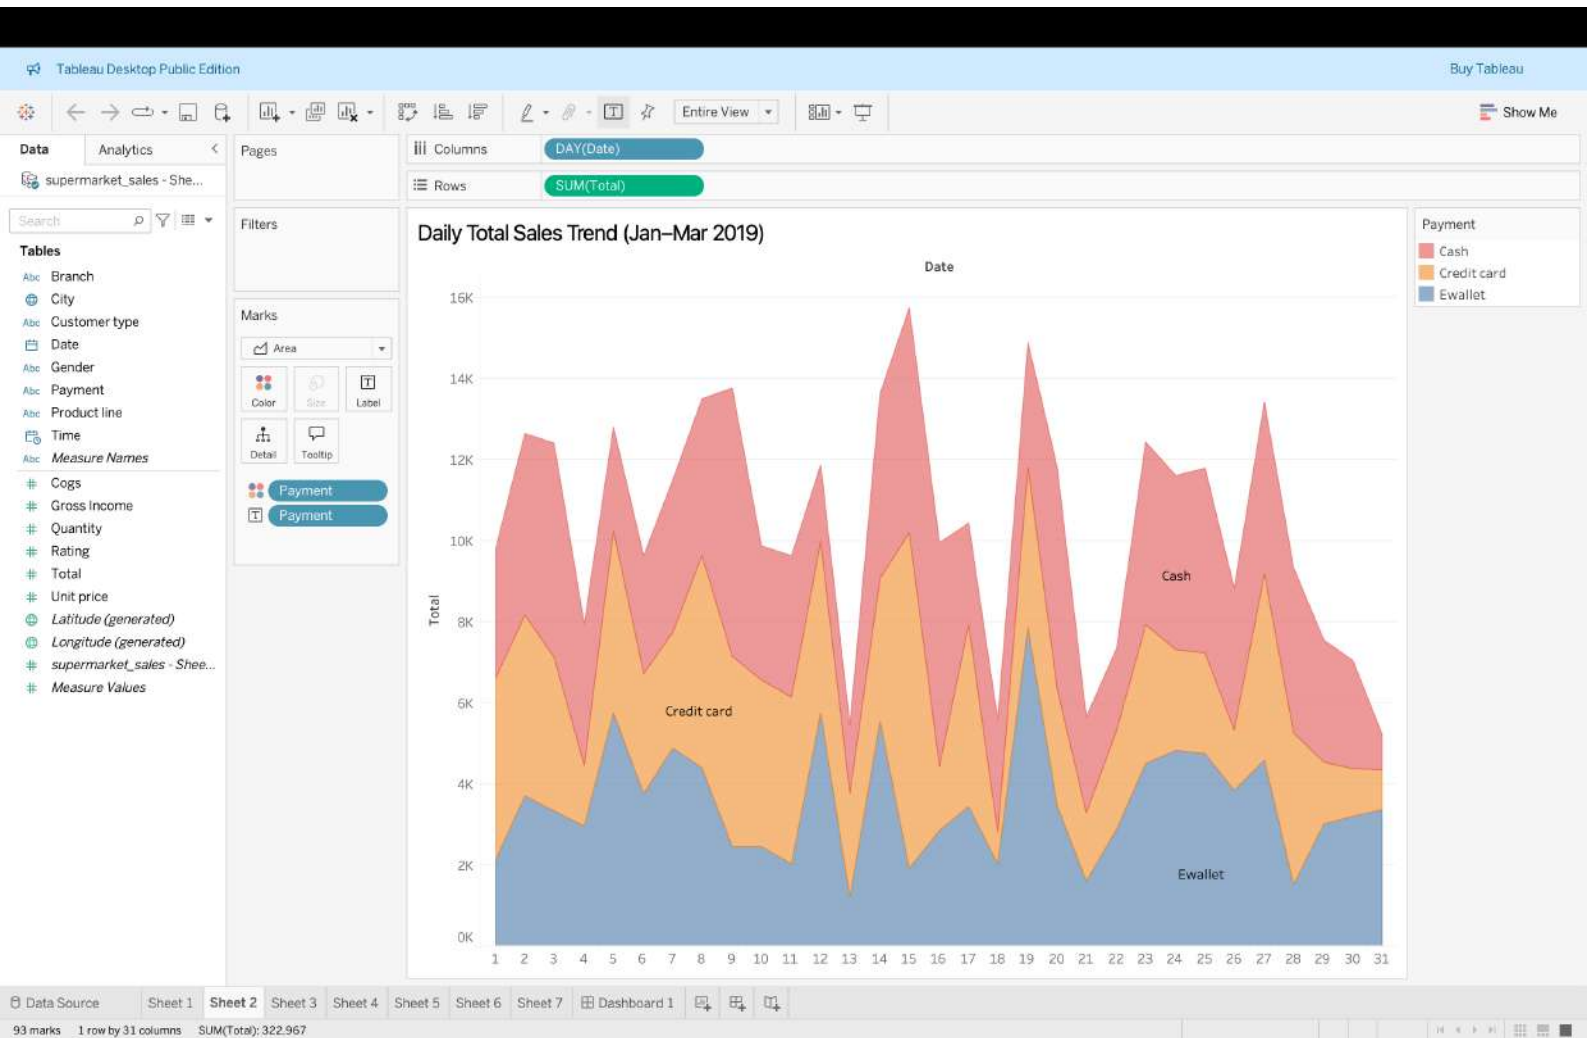 Tableau Desktop Public Edition
Buy Tableau
Entire View
Show Me
Data
Analytics
supermarket_sales - She...
Search
Tables
Abc Branch
City
Abc Customer type
Date
Abc Gender
Abc Payment
Abc Product line
Time
Abc Measure Names
# Cogs
# Gross Income
# Quantity
# Rating
# Total
# Unit price
Latitude (generated)
Longitude (generated)
# supermarket_sales - Shee...
# Measure Values
Pages
Filters
Marks
Area
Color
Size
Label
Detail
Tooltip
Payment
Payment
Columns
DAY(Date)
Rows
SUM(Total)
Daily Total Sales Trend (Jan–Mar 2019)
Date
16K
14K
12K
10K
8K
6K
4K
2K
0K
Total
Cash
Credit card
Ewallet
1 2 3 4 5 6 7 8 9 10 11 12 13 14 15 16 17 18 19 20 21 22 23 24 25 26 27 28 29 30 31
Payment
Cash
Credit card
Ewallet
Data Source Sheet 1 Sheet 2 Sheet 3 Sheet 4 Sheet 5 Sheet 6 Sheet 7 Dashboard 1
93 marks 1 row by 31 columns SUM(Total): 322,967